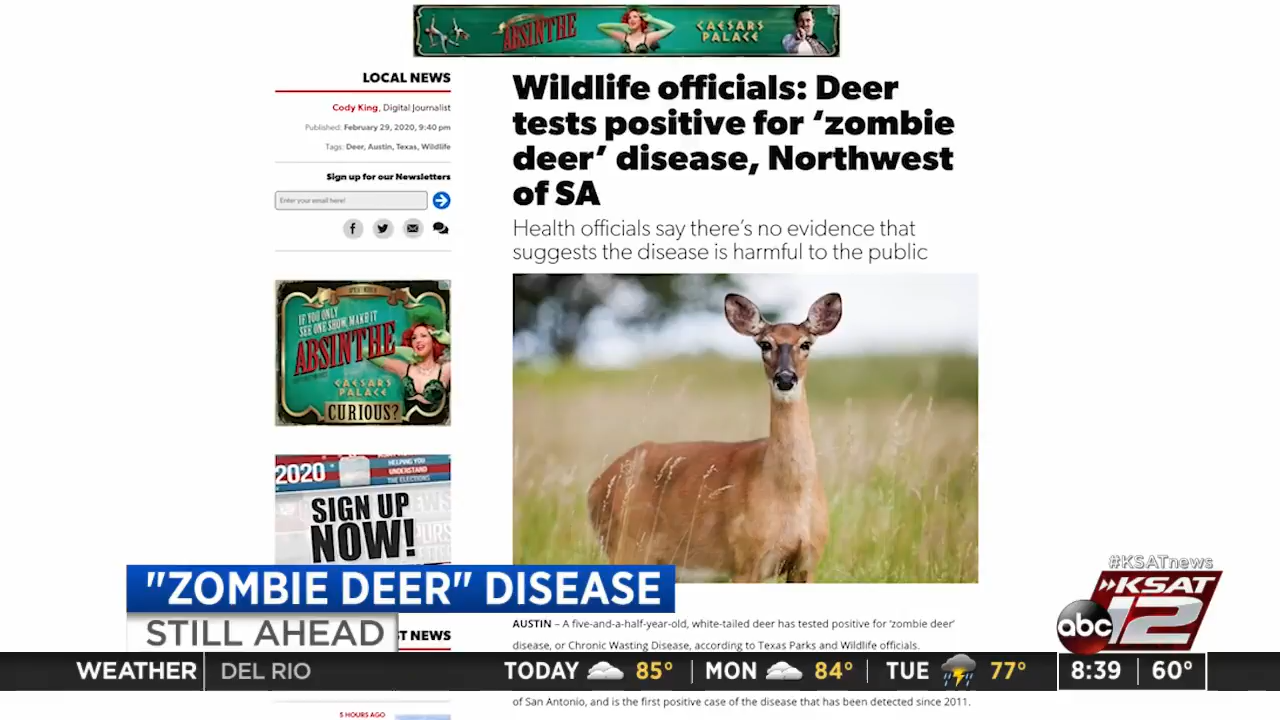 ABSINTHE
CAESARS
PALACE
LOCAL NEWS
Cody King, Digital Journalist
Published: February 29, 2020, 9:40 pm
Tags: Deer, Austin, Texas, Wildlife
Sign up for our Newsletters
Enter your email here!
Wildlife officials: Deer
tests positive for ‘zombie
deer’ disease, Northwest
of SA
Health officials say there’s no evidence that
suggests the disease is harmful to the public
IF YOU ONLY
SEE ONE SHOW, MAKE IT
ABSINTHE
CAESARS
PALACE
CURIOUS?
2020
HELPING YOU
UNDERSTAND
THE ELECTIONS
SIGN UP
NOW!
"ZOMBIE DEER" DISEASE
STILL AHEAD
ST NEWS
AUSTIN – A five-and-a-half-year-old, white-tailed deer has tested positive for ‘zombie deer’
disease, or Chronic Wasting Disease, according to Texas Parks and Wildlife officials.
#KSATnews
KSAT
abc 12
WEATHER DEL RIO TODAY 85° MON 84° TUE 77° 8:39 60°
of San Antonio, and is the first positive case of the disease that has been detected since 2011.
5 HOURS AGO